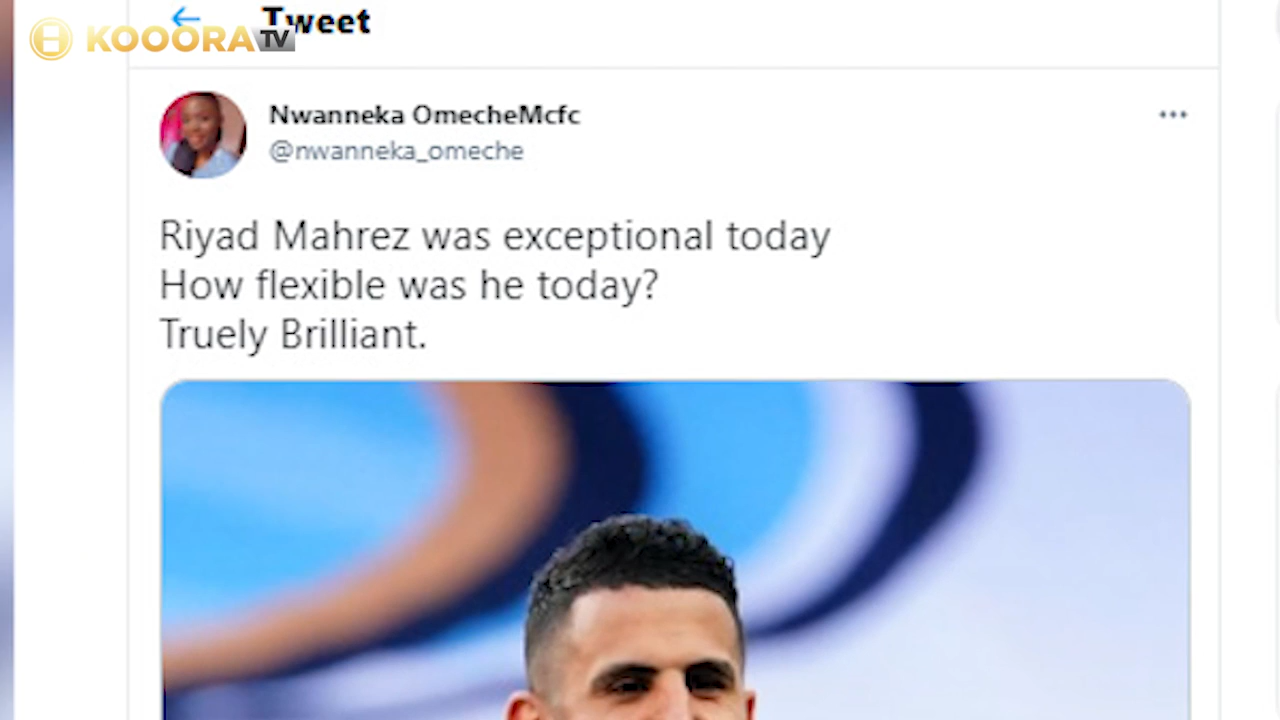 KOOORA TV
Tweet
Nwanneka OmecheMcfc
@nwanneka_omeche
Riyad Mahrez was exceptional today
How flexible was he today?
Truely Brilliant.